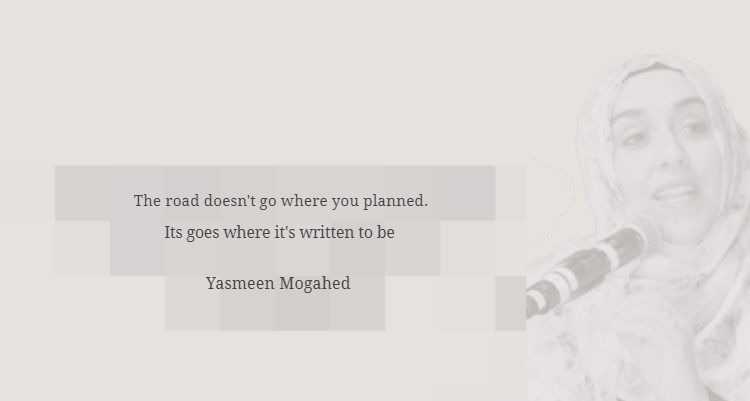 The road doesn't go where you planned.
Its goes where it's written to be
Yasmeen Mogahed